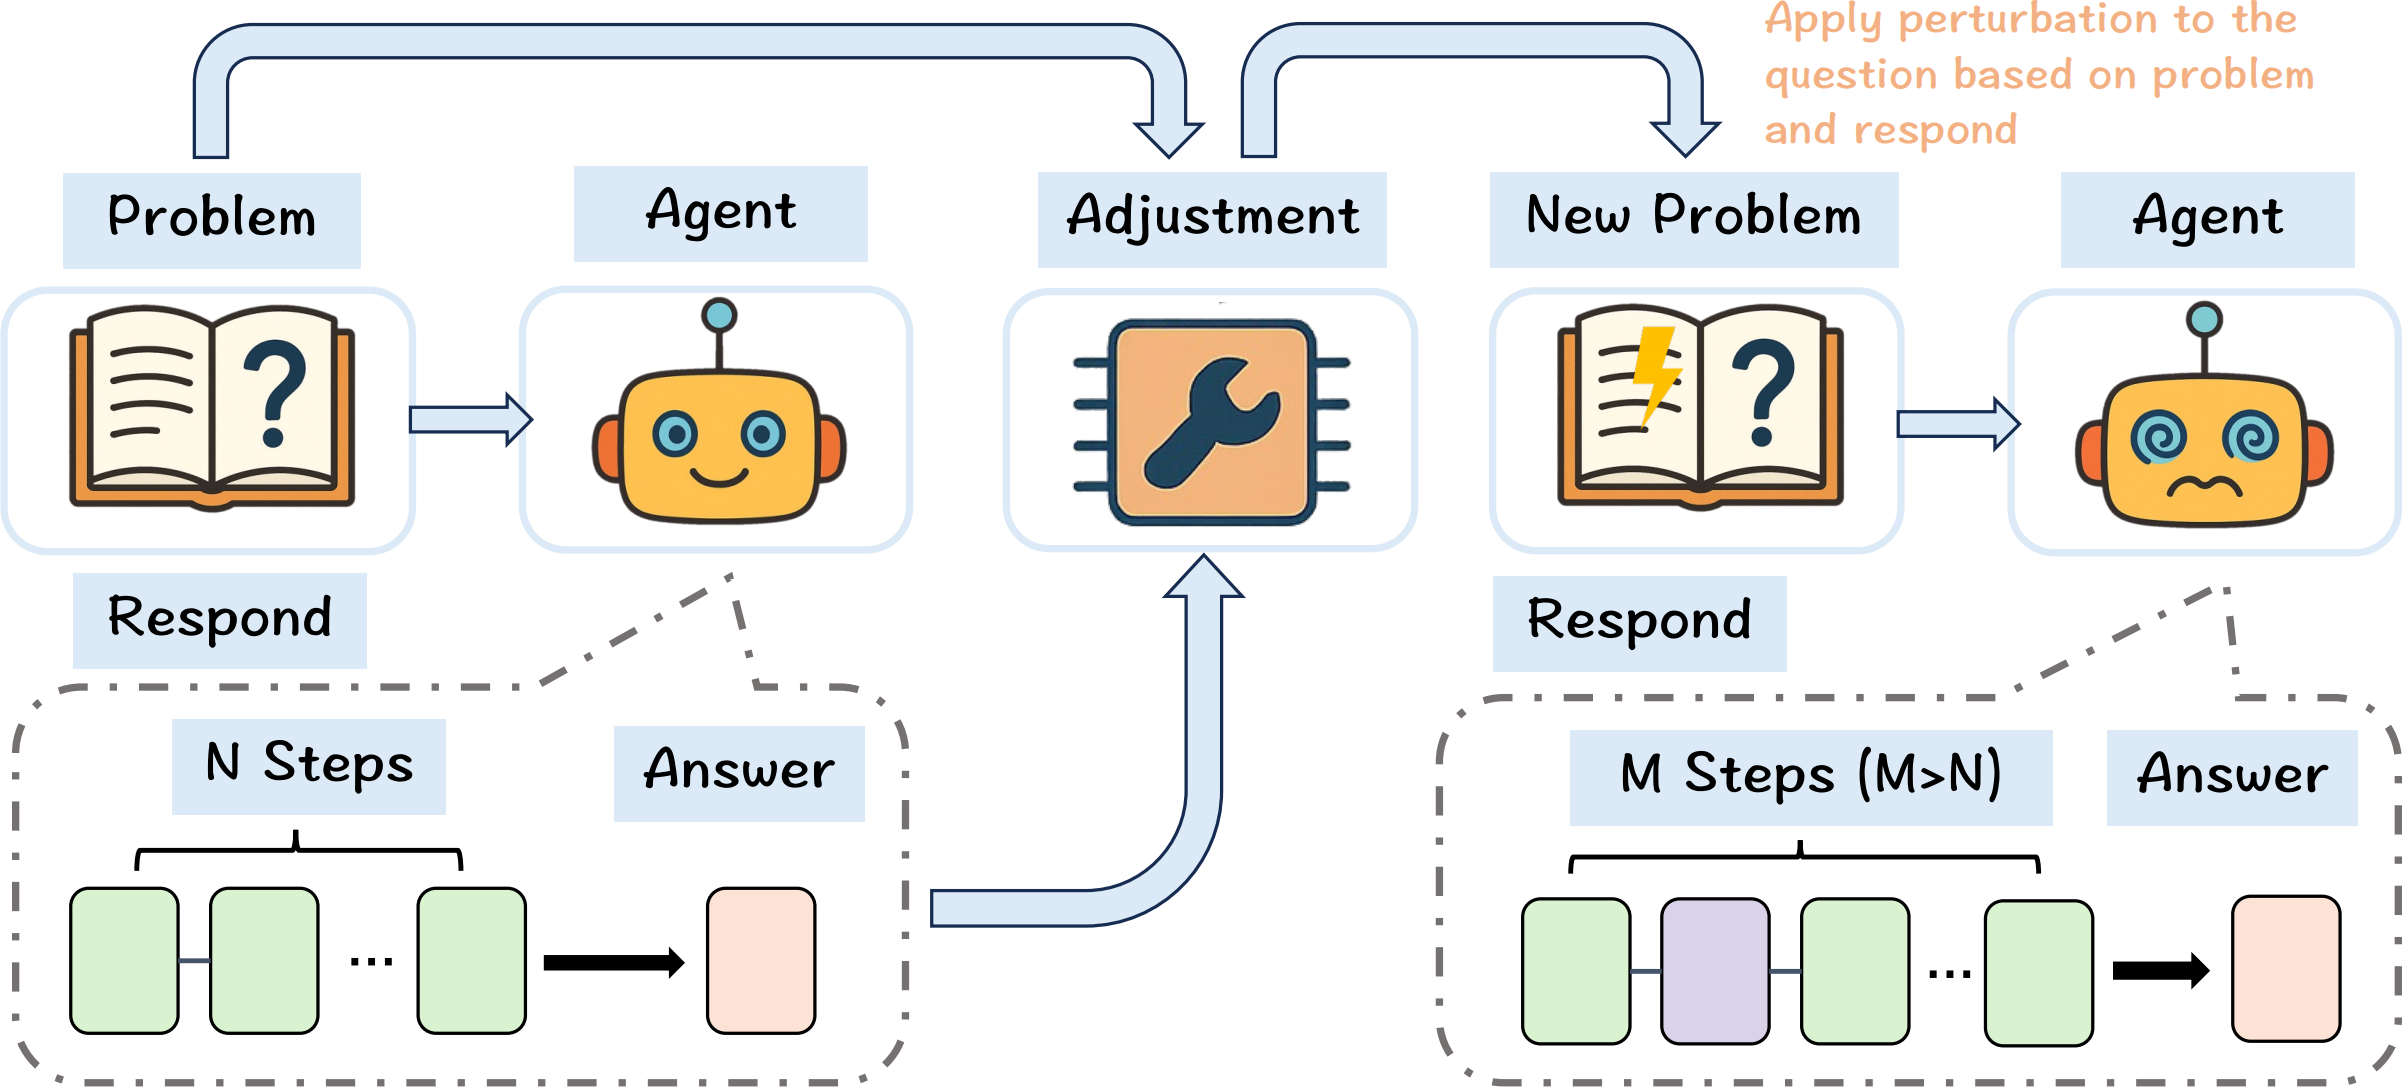 Apply perturbation to the
question based on problem
and respond
Problem
Agent
Adjustment
New Problem
Agent
Respond
Respond
N Steps
Answer
M Steps (M>N)
Answer
...
...